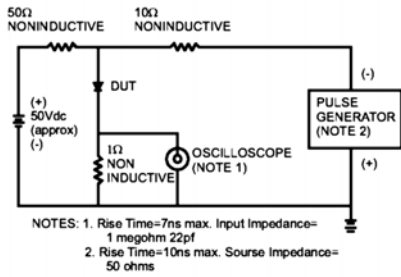 50Ω
NONINDUCTIVE
10Ω
NONINDUCTIVE
(+)
50Vdc
(approx)
(-)
DUT
1Ω
NON
INDUCTIVE
OSCILLOSCOPE
(NOTE 1)
(-)
PULSE
GENERATOR
(NOTE 2)
(+)
NOTES: 1. Rise Time=7ns max. Input Impedance=
1 megohm 22pf
2. Rise Time=10ns max. Sourse Impedance=
50 ohms